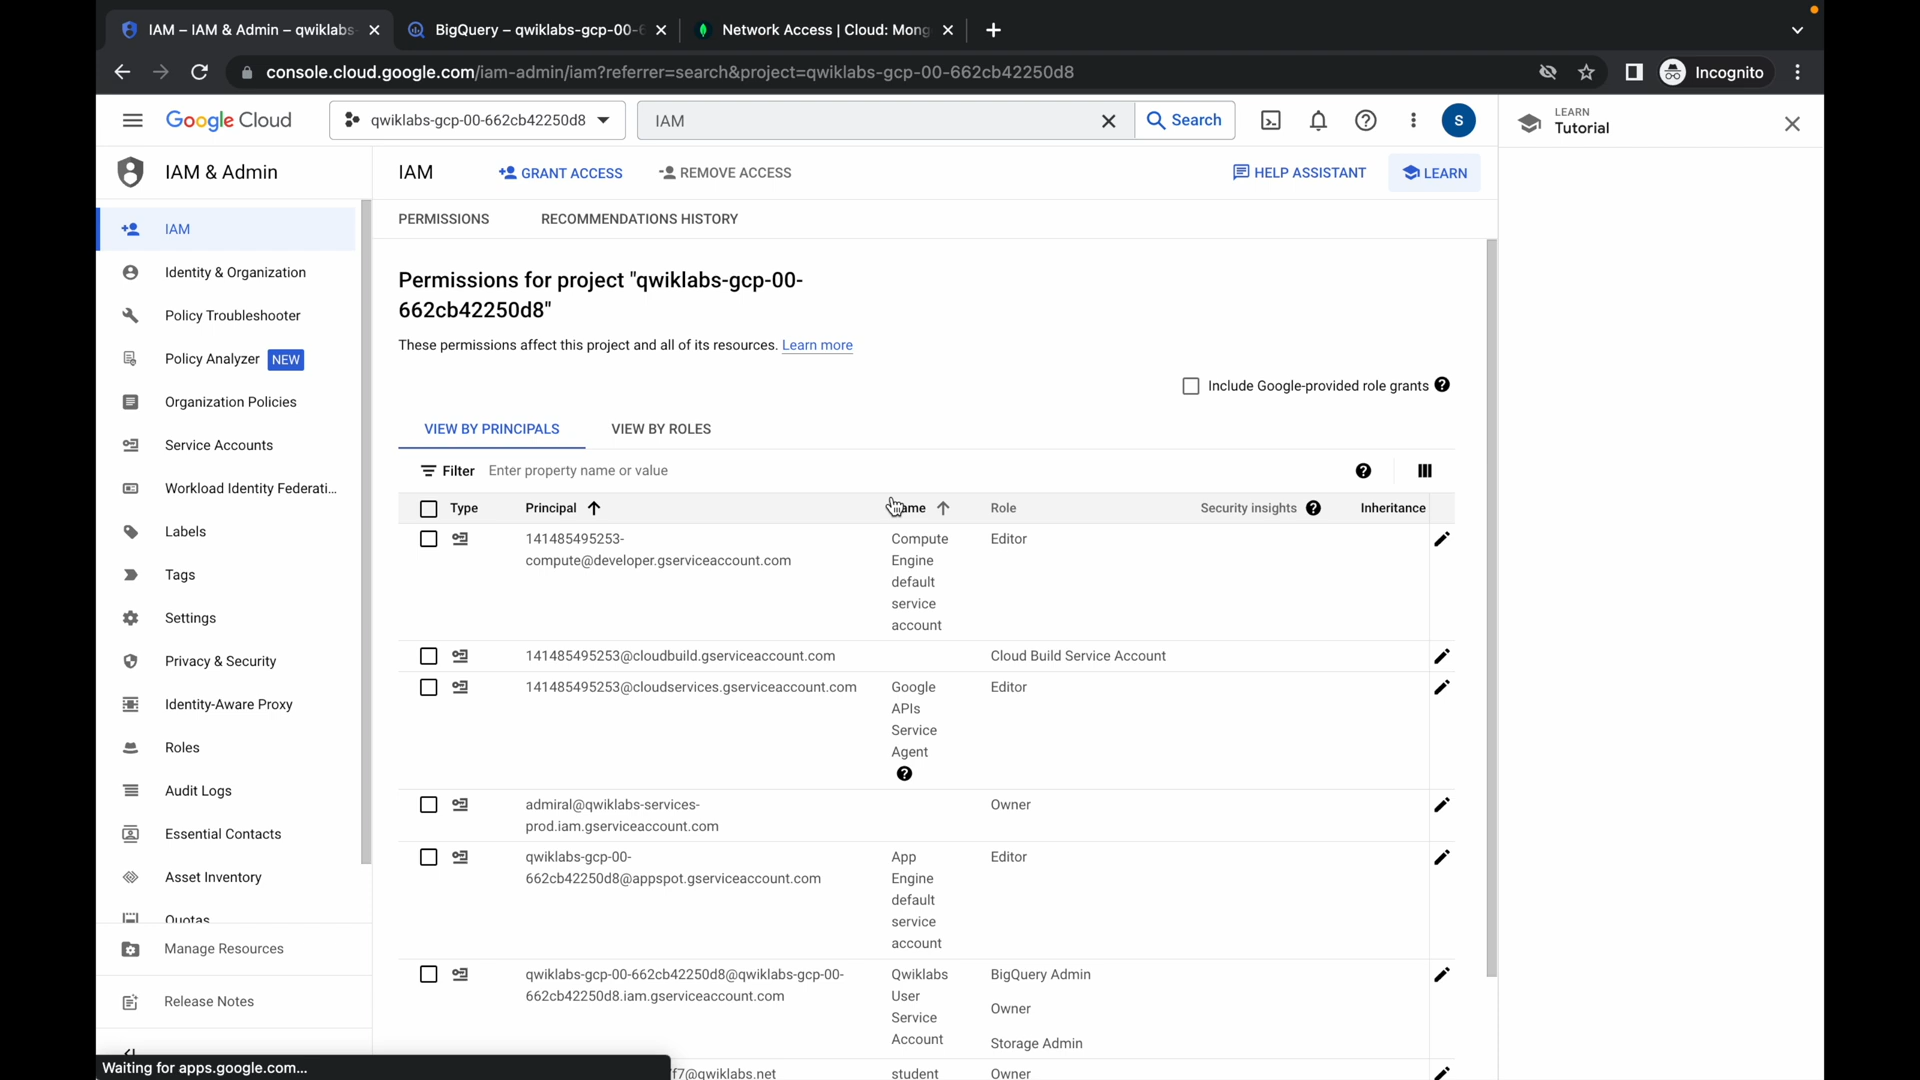 IAM – IAM & Admin – qwiklabs-
BigQuery – qwiklabs-gcp-00-6
Network Access | Cloud: Mong
console.cloud.google.com/iam-admin/iam?referrer=search&project=qwiklabs-gcp-00-662cb42250d8
Incognito
Google Cloud
qwiklabs-gcp-00-662cb42250d8
IAM
Search
S
LEARN
Tutorial
IAM & Admin
IAM
GRANT ACCESS
REMOVE ACCESS
HELP ASSISTANT
LEARN
IAM
Identity & Organization
Policy Troubleshooter
Policy Analyzer NEW
Organization Policies
Service Accounts
Workload Identity Federati...
Labels
Tags
Settings
Privacy & Security
Identity-Aware Proxy
Roles
Audit Logs
Essential Contacts
Asset Inventory
Quotas
Manage Resources
Release Notes
PERMISSIONS
RECOMMENDATIONS HISTORY
Permissions for project "qwiklabs-gcp-00-
662cb42250d8"
These permissions affect this project and all of its resources. Learn more
Include Google-provided role grants
VIEW BY PRINCIPALS
VIEW BY ROLES
Filter Enter property name or value
Type Principal Name Role Security insights Inheritance
141485495253-
compute@developer.gserviceaccount.com
Compute
Engine
default
service
account
Editor
141485495253@cloudbuild.gserviceaccount.com
Cloud Build Service Account
141485495253@cloudservices.gserviceaccount.com
Google
APIs
Service
Agent
Editor
admiral@qwiklabs-services-
prod.iam.gserviceaccount.com
Owner
qwiklabs-gcp-00-
662cb42250d8@appspot.gserviceaccount.com
App
Engine
default
service
account
Editor
qwiklabs-gcp-00-662cb42250d8@qwiklabs-gcp-00-
662cb42250d8.iam.gserviceaccount.com
Qwiklabs
User
Service
Account
BigQuery Admin
Owner
Storage Admin
f7@qwiklabs.net
student
Owner
Waiting for apps.google.com...